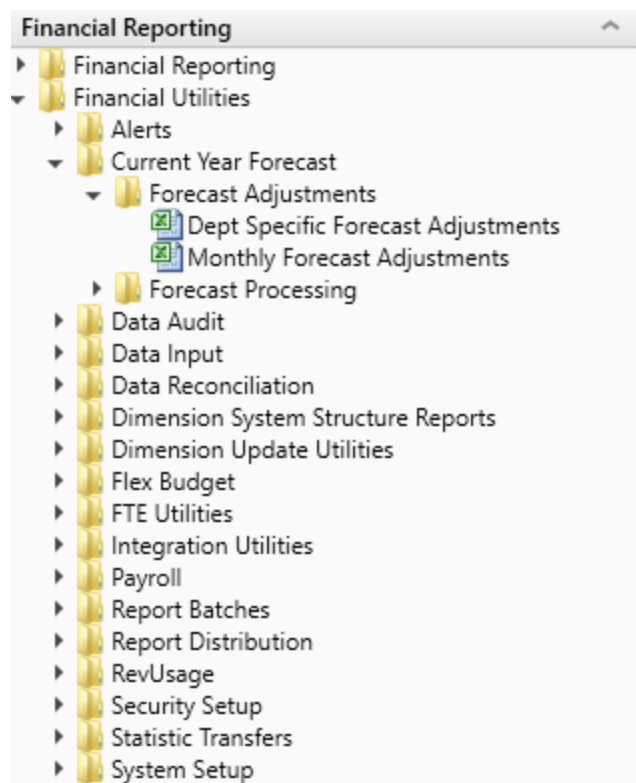 Financial Reporting
Financial Reporting
Financial Utilities
Alerts
Current Year Forecast
Forecast Adjustments
Dept Specific Forecast Adjustments
Monthly Forecast Adjustments
Forecast Processing
Data Audit
Data Input
Data Reconciliation
Dimension System Structure Reports
Dimension Update Utilities
Flex Budget
FTE Utilities
Integration Utilities
Payroll
Report Batches
Report Distribution
RevUsage
Security Setup
Statistic Transfers
System Setup